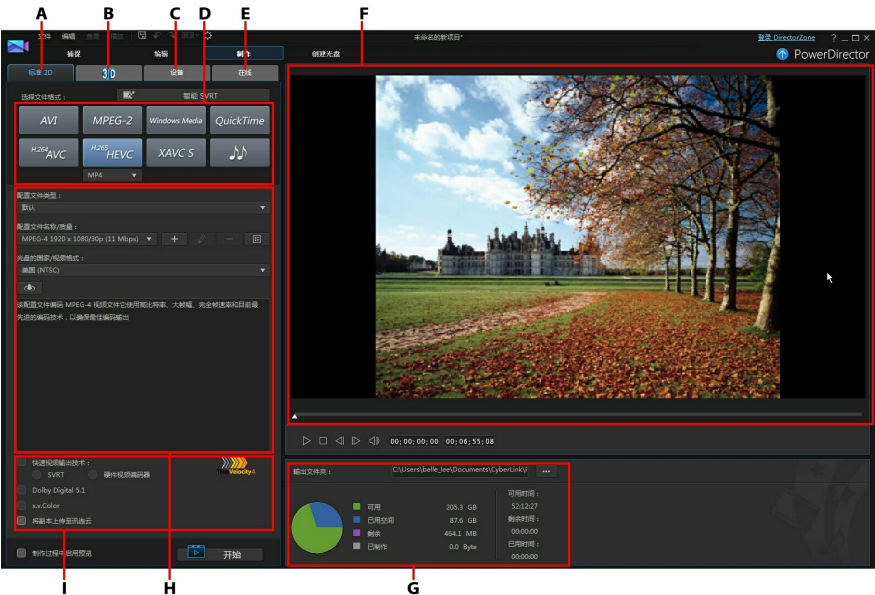 A
B
C
D
E
F
文件 编辑
未命名的新项目*
登录 DirectorZone
捕捉
编辑
制作
创建光盘
PowerDirector
标准 2D
3D
设备
在线
选择文件格式：
智能 SVRT
AVI
MPEG-2
Windows Media
QuickTime
H.264 AVC
H.265 HEVC
XAVC S
MP4
配置文件类型：
默认
配置文件名称/质量：
MPEG-4 1920 x 1080/30p (11 Mbps)
光盘的国家/视频格式：
美国 (NTSC)
该配置文件编码 MPEG-4 视频文件它使用高比特率、大帧幅、完全帧速率和目前最
先进的编码技术，以确保最佳编码输出
00;00;00;00 00;06;55;08
快速视频输出技术：
SVRT
硬件视频编码器
TrueVelocity4
Dolby Digital 5.1
x.v.Color
将副本上传至讯连云
制作过程中启用预览
开始
输出文件夹：
C:\Users\belle_lee\Documents\CyberLink\
...
可用 205.3 GB
已用空间 87.6 GB
剩余 464.1 MB
已制作 0.0 Byte
可用时间：
52:12:27
剩余时间：
00:00:00
已用时间：
00:00:00
I
H
G